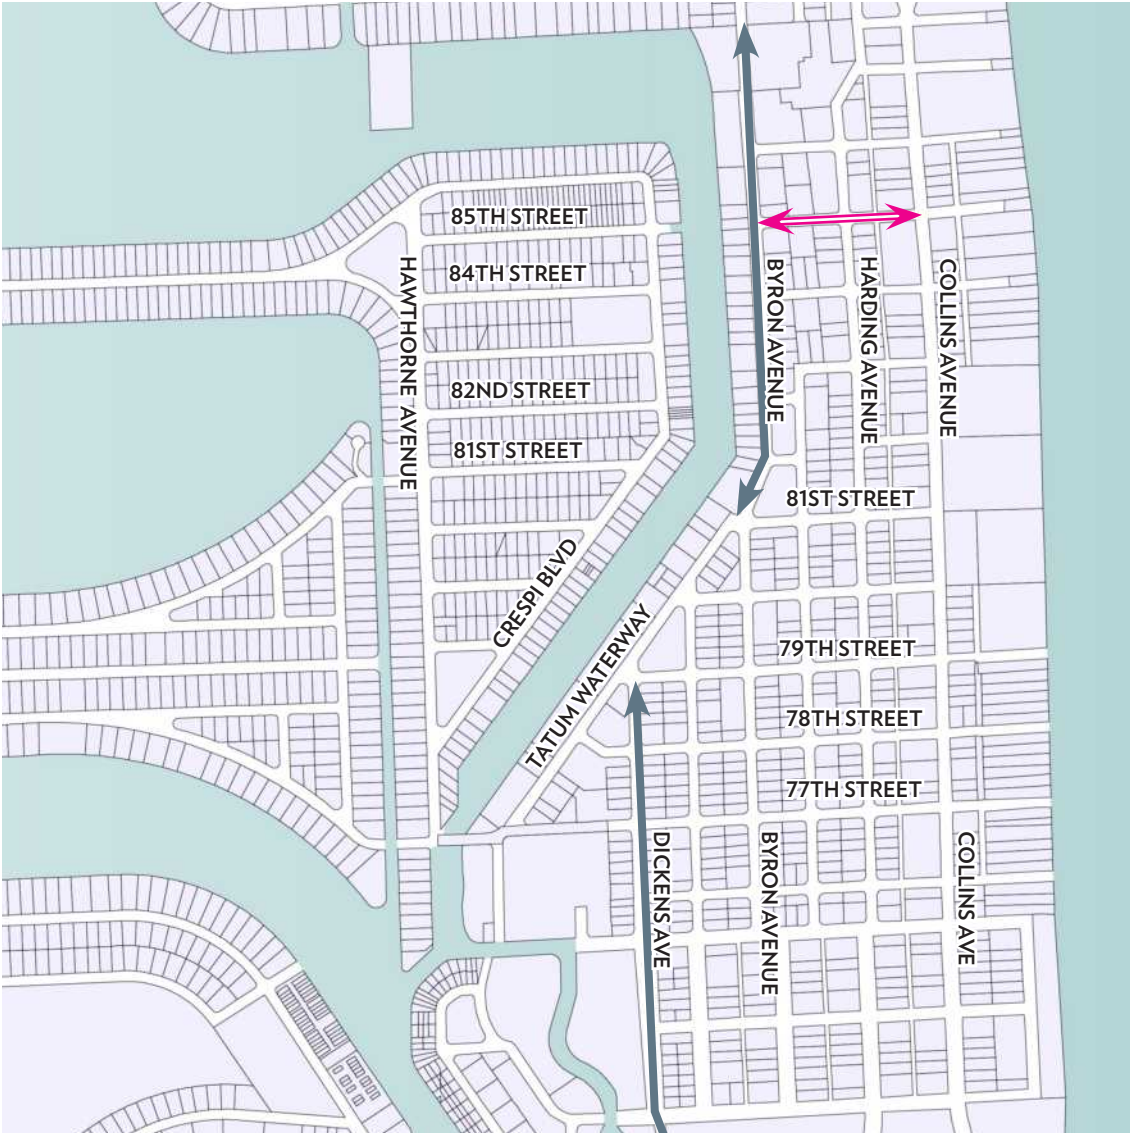 85TH STREET
84TH STREET
HAWTHORNE AVENUE
BYRON AVENUE
HARDING AVENUE
COLLINS AVENUE
82ND STREET
81ST STREET
81ST STREET
CRESPI BLVD
TATUM WATERWAY
79TH STREET
78TH STREET
77TH STREET
DICKENS AVE
BYRON AVENUE
COLLINS AVE